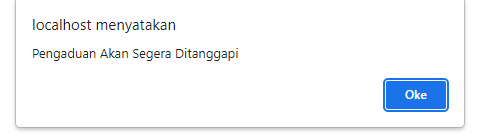 localhost menyatakan
Pengaduan Akan Segera Ditanggapi
Oke